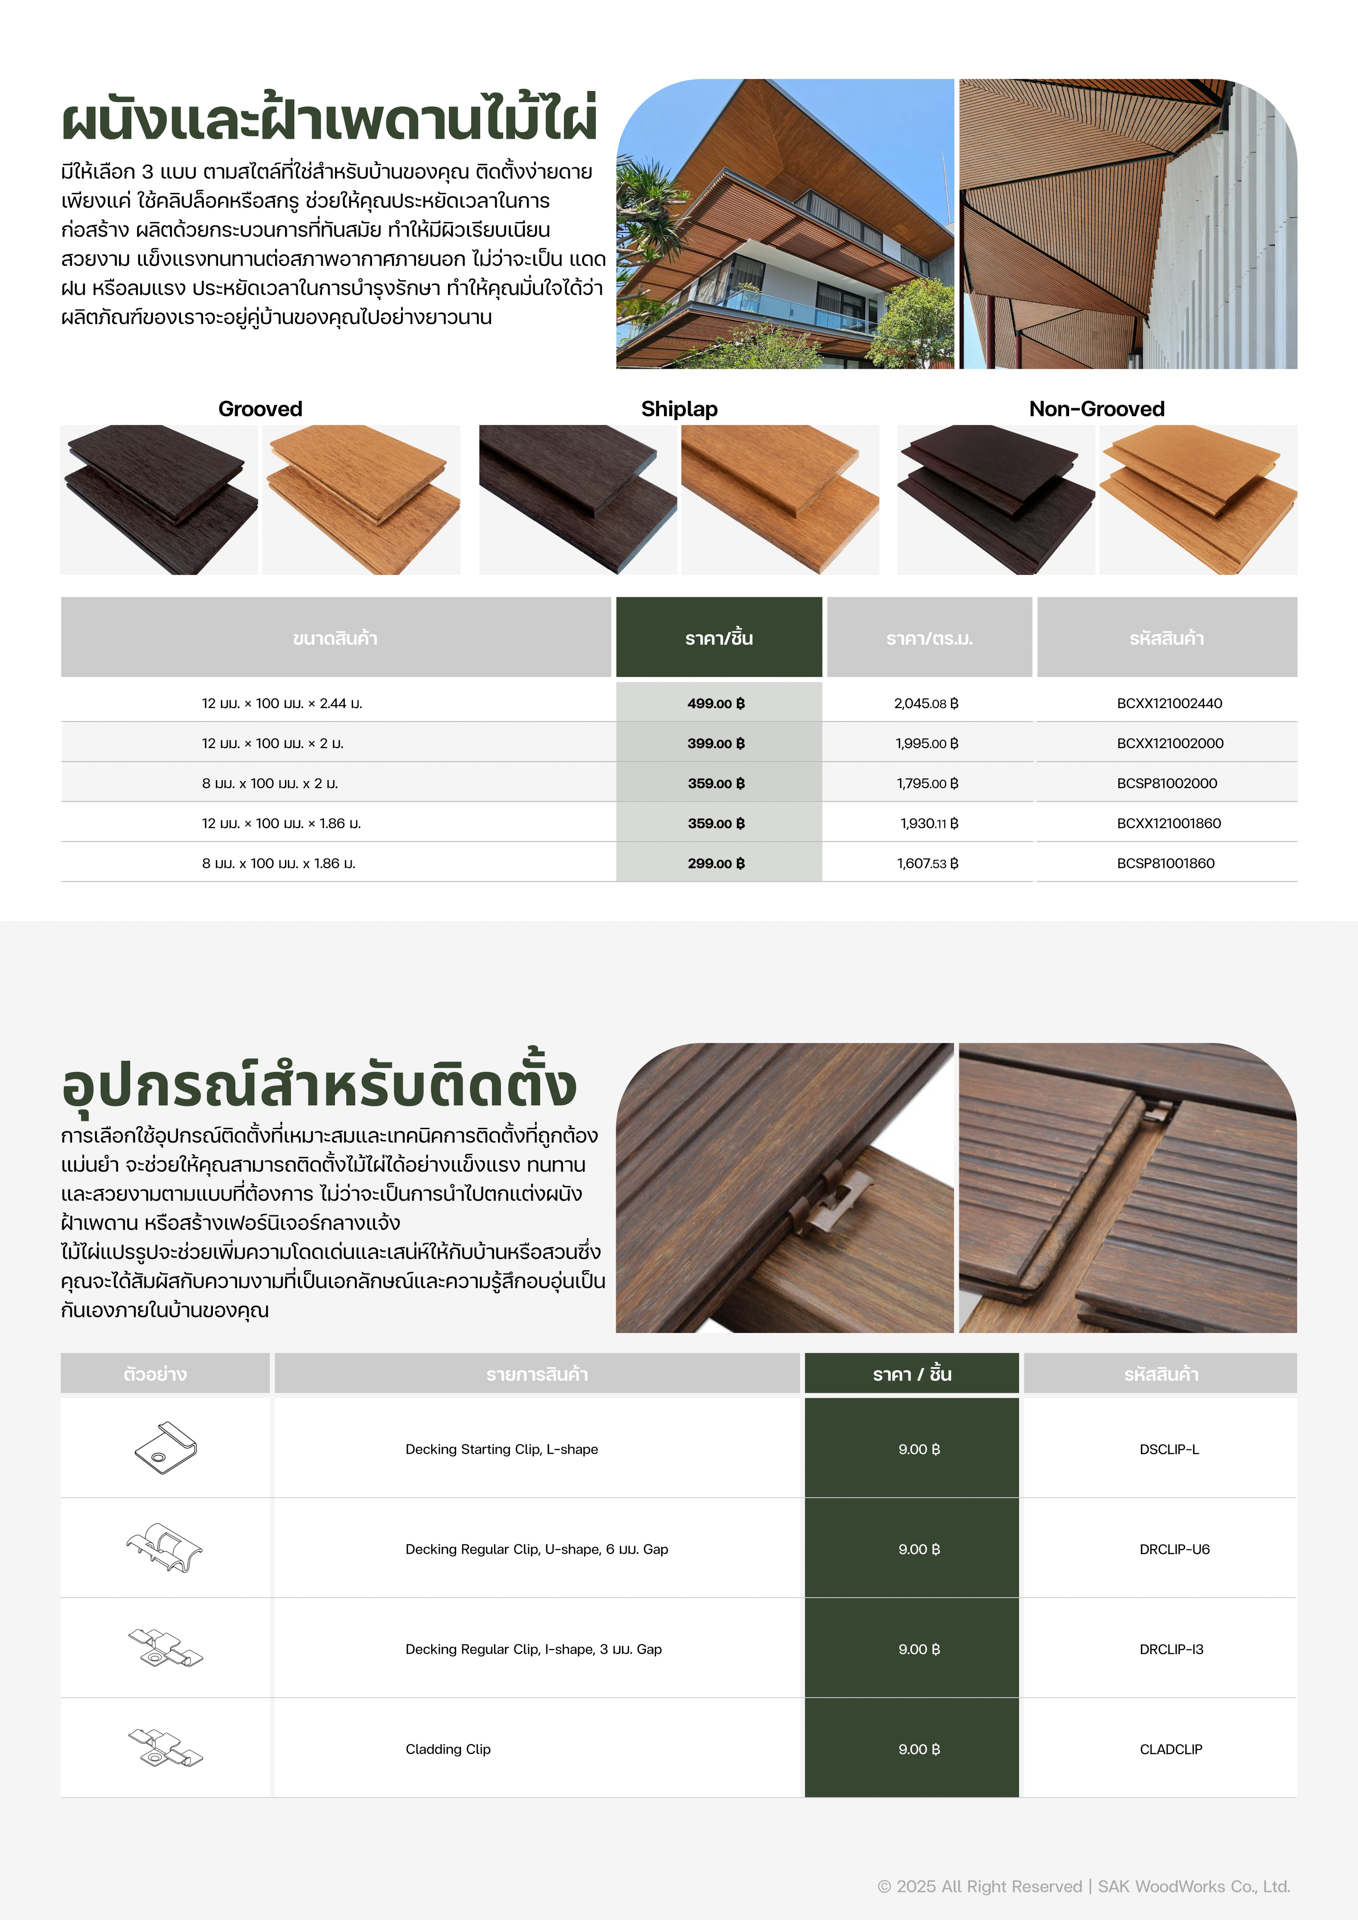 ผนังและฝ้าเพดานไม้ไผ่
มีให้เลือก 3 แบบ ตามสไตล์ที่ใช่สำหรับบ้านของคุณ ติดตั้งง่ายดาย
เพียงแค่ ใช้คลิปล็อคหรือสกรู ช่วยให้คุณประหยัดเวลาในการ
ก่อสร้าง ผลิตด้วยกระบวนการที่ทันสมัย ทำให้มีผิวเรียบเนียน
สวยงาม แข็งแรงทนทานต่อสภาพอากาศภายนอก ไม่ว่าจะเป็น แดด
ฝน หรือลมแรง ประหยัดเวลาในการบำรุงรักษา ทำให้คุณมั่นใจได้ว่า
ผลิตภัณฑ์ของเราจะอยู่คู่บ้านของคุณไปอย่างยาวนาน
Grooved Shiplap Non-Grooved
ขนาดสินค้า ราคา/ชิ้น ราคา/ตร.ม. รหัสสินค้า
12 มม. × 100 มม. × 2.44 ม. 499.00 ฿ 2,045.08 ฿ BCXX121002440
12 มม. × 100 มม. × 2 ม. 399.00 ฿ 1,995.00 ฿ BCXX121002000
8 มม. x 100 มม. x 2 ม. 359.00 ฿ 1,795.00 ฿ BCSP81002000
12 มม. × 100 มม. × 1.86 ม. 359.00 ฿ 1,930.11 ฿ BCXX121001860
8 มม. x 100 มม. x 1.86 ม. 299.00 ฿ 1,607.53 ฿ BCSP81001860
อุปกรณ์สำหรับติดตั้ง
การเลือกใช้อุปกรณ์ติดตั้งที่เหมาะสมและเทคนิคการติดตั้งที่ถูกต้อง
แม่นยำ จะช่วยให้คุณสามารถติดตั้งไม้ไผ่ได้อย่างแข็งแรง ทนทาน
และสวยงามตามแบบที่ต้องการ ไม่ว่าจะเป็นการนำไปตกแต่งผนัง
ฝ้าเพดาน หรือสร้างเฟอร์นิเจอร์กลางแจ้ง
ไม้ไผ่แปรรูปจะช่วยเพิ่มความโดดเด่นและเสน่ห์ให้กับบ้านหรือสวนซึ่ง
คุณจะได้สัมผัสกับความงามที่เป็นเอกลักษณ์และความรู้สึกอบอุ่นเป็น
กันเองภายในบ้านของคุณ
ตัวอย่าง รายการสินค้า ราคา / ชิ้น รหัสสินค้า
Decking Starting Clip, L-shape 9.00 ฿ DSCLIP-L
Decking Regular Clip, U-shape, 6 มม. Gap 9.00 ฿ DRCLIP-U6
Decking Regular Clip, I-shape, 3 มม. Gap 9.00 ฿ DRCLIP-I3
Cladding Clip 9.00 ฿ CLADCLIP
© 2025 All Right Reserved | SAK WoodWorks Co., Ltd.